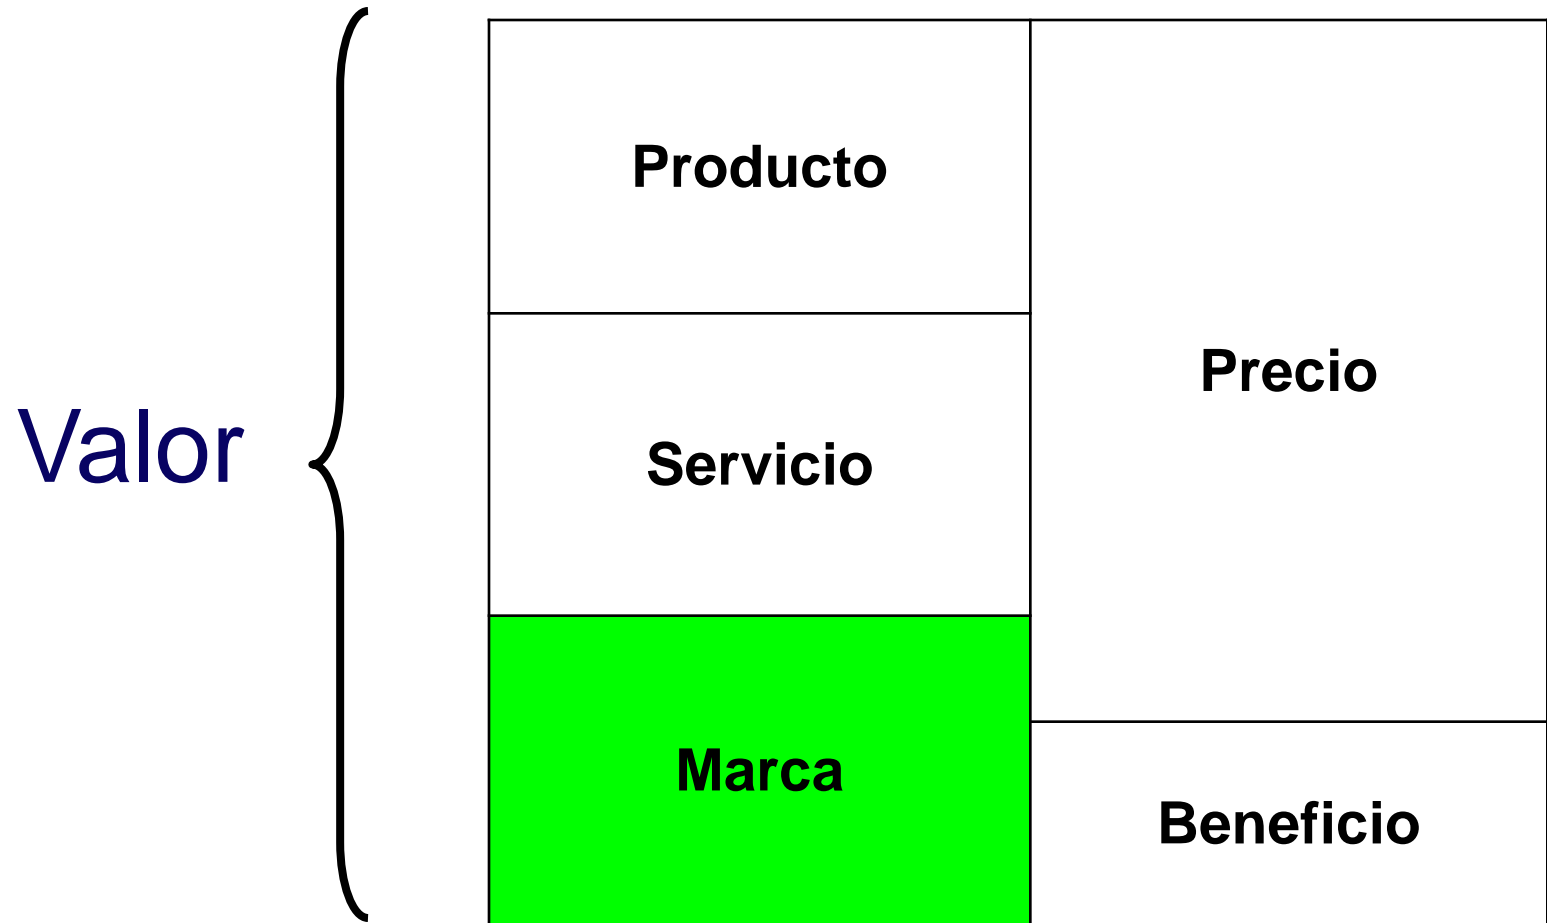 Valor
Producto
Servicio
Marca
Precio
Beneficio